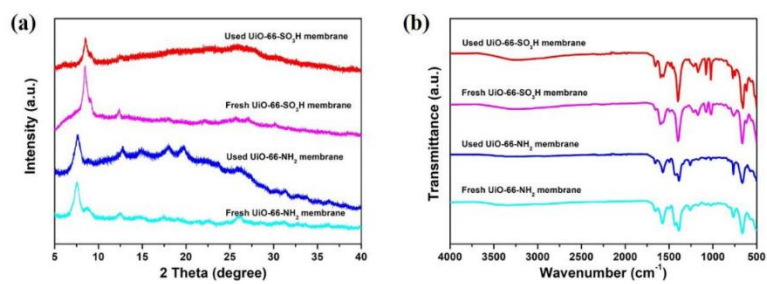 (a)
Used UiO-66-SO₃H membrane
Fresh UiO-66-SO₃H membrane
Used UiO-66-NH₂ membrane
Fresh UiO-66-NH₂ membrane
Intensity (a.u.)
5 10 15 20 25 30 35 40
2 Theta (degree)
(b)
Used UiO-66-SO₃H membrane
Fresh UiO-66-SO₃H membrane
Used UiO-66-NH₂ membrane
Fresh UiO-66-NH₂ membrane
Transmittance (a.u.)
4000 3500 3000 2500 2000 1500 1000 500
Wavenumber (cm⁻¹)